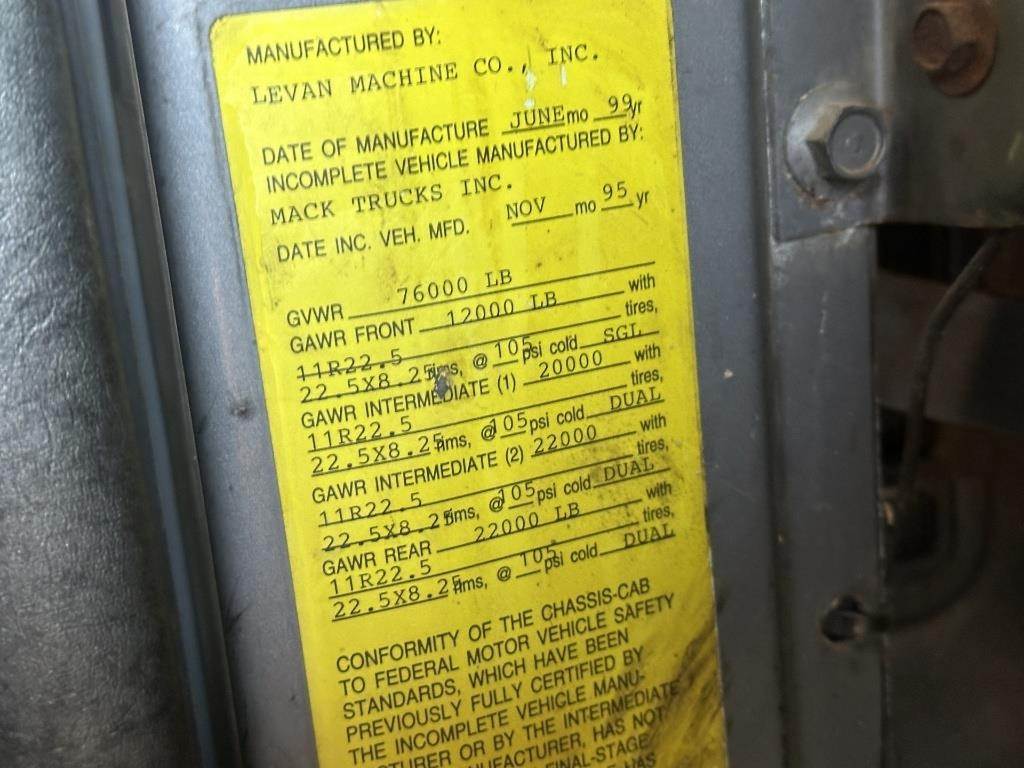 MANUFACTURED BY:
LEVAN MACHINE CO., INC.
DATE OF MANUFACTURE JUNE mo 99 yr
INCOMPLETE VEHICLE MANUFACTURED BY:
MACK TRUCKS INC.
DATE INC. VEH. MFD. NOV mo 95 yr
GVWR 76000 LB
GAWR FRONT 12000 LB with
11R22.5 tires,
22.5X8.25 rims, @ 105 psi cold SGL
GAWR INTERMEDIATE (1) 20000 with
11R22.5 tires,
22.5X8.25 rims, @ 105 psi cold DUAL
GAWR INTERMEDIATE (2) 22000 with
11R22.5 tires,
22.5X8.25 rims, @ 105 psi cold DUAL
GAWR REAR 22000 LB with
11R22.5 tires,
22.5X8.25 rims, @ 105 psi cold DUAL
CONFORMITY OF THE CHASSIS-CAB
TO FEDERAL MOTOR VEHICLE SAFETY
STANDARDS, WHICH HAVE BEEN
PREVIOUSLY FULLY CERTIFIED BY
THE INCOMPLETE VEHICLE MANU-
CTURER OR BY THE INTERMEDIATE
NUFACTURER, HAS NOT
FINAL-STAGE
HAS